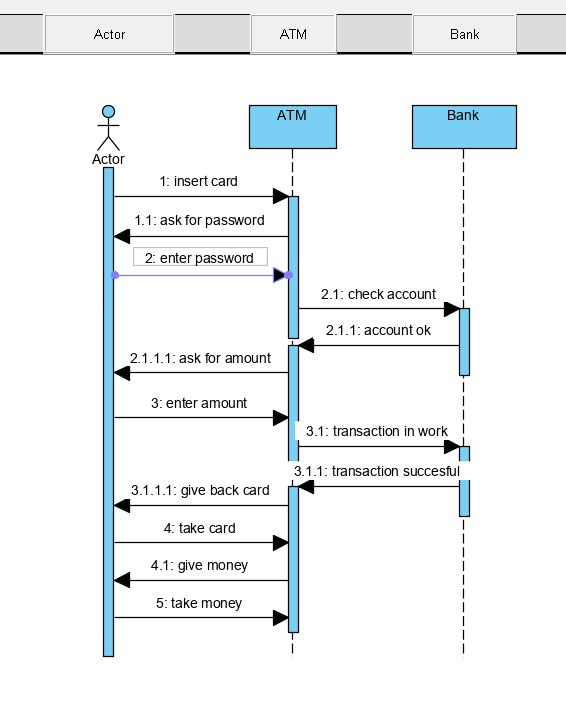 Actor
ATM
Bank
ATM
Bank
Actor
1: insert card
1.1: ask for password
2: enter password
2.1: check account
2.1.1: account ok
2.1.1.1: ask for amount
3: enter amount
3.1: transaction in work
3.1.1: transaction succesful
3.1.1.1: give back card
4: take card
4.1: give money
5: take money